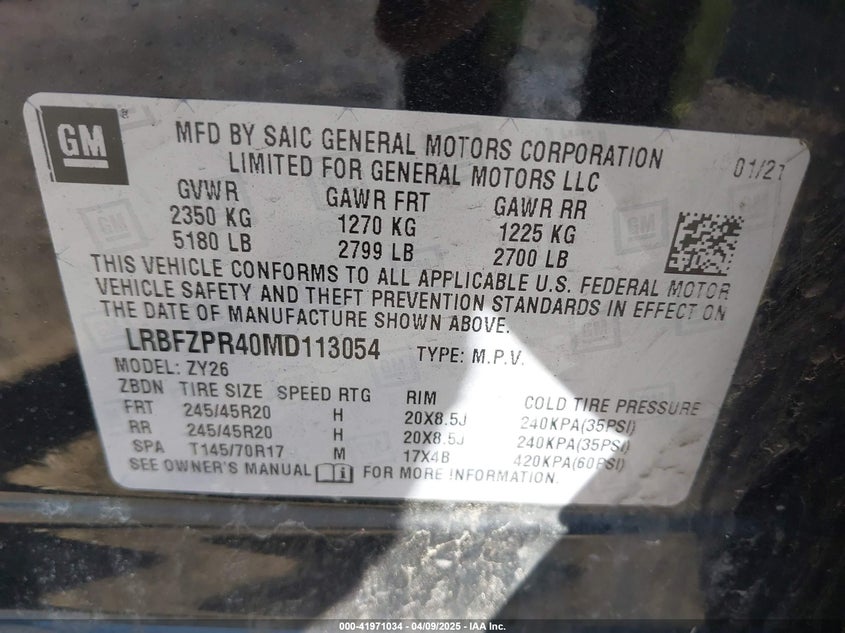 GM
®
MFD BY SAIC GENERAL MOTORS CORPORATION
LIMITED FOR GENERAL MOTORS LLC
01/21
GVWR GAWR FRT GAWR RR
2350 KG 1270 KG 1225 KG
5180 LB 2799 LB 2700 LB
THIS VEHICLE CONFORMS TO ALL APPLICABLE U.S. FEDERAL MOTOR
VEHICLE SAFETY AND THEFT PREVENTION STANDARDS IN EFFECT ON
THE DATE OF MANUFACTURE SHOWN ABOVE.
LRBFZPR40MD113054 TYPE: M.P.V.
MODEL: ZY26
ZBDN TIRE SIZE SPEED RTG RIM COLD TIRE PRESSURE
FRT 245/45R20 H 20X8.5J 240KPA(35PSI)
RR 245/45R20 H 20X8.5J 240KPA(35PSI)
SPA T145/70R17 M 17X4B 420KPA(60PSI)
SEE OWNER'S MANUAL FOR MORE INFORMATION.
000-41971034 | 04/09/2025 - © IAA Inc.